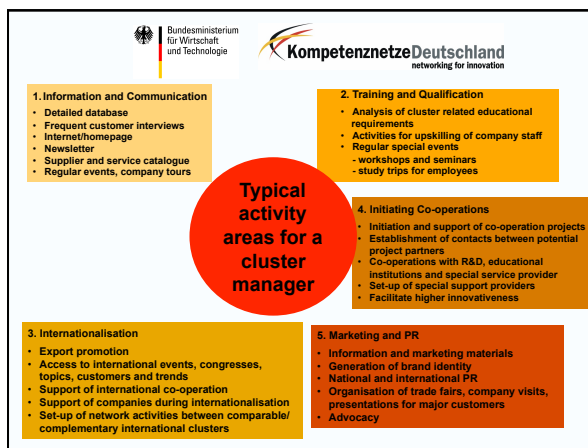 Bundesministerium
für Wirtschaft
und Technologie
KompetenznetzeDeutschland
networking for innovation
1. Information and Communication
• Detailed database
• Frequent customer interviews
• Internet/homepage
• Newsletter
• Supplier and service catalogue
• Regular events, company tours
2. Training and Qualification
• Analysis of cluster related educational
requirements
• Activities for upskilling of company staff
• Regular special events
- workshops and seminars
- study trips for employees
Typical
activity
areas for a
cluster
manager
4. Initiating Co-operations
• Initiation and support of co-operation projects
• Establishment of contacts between potential
project partners
• Co-operations with R&D, educational
institutions and special service provider
• Set-up of special support providers
• Facilitate higher innovativeness
3. Internationalisation
• Export promotion
• Access to international events, congresses,
topics, customers and trends
• Support of international co-operation
• Support of companies during internationalisation
• Set-up of network activities between comparable/
complementary international clusters
5. Marketing and PR
• Information and marketing materials
• Generation of brand identity
• National and international PR
• Organisation of trade fairs, company visits,
presentations for major customers
• Advocacy